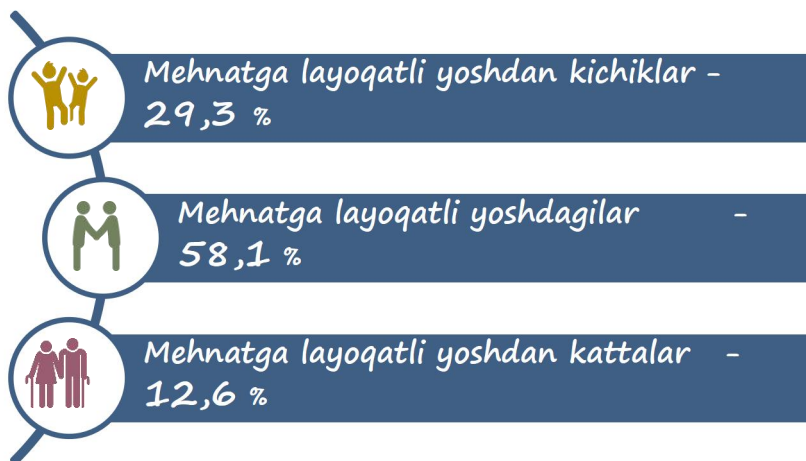 Mehnatga layoqatli yoshdan kichiklar -
29,3 %
Mehnatga layoqatli yoshdagilar -
58,1 %
Mehnatga layoqatli yoshdan kattalar -
12,6 %